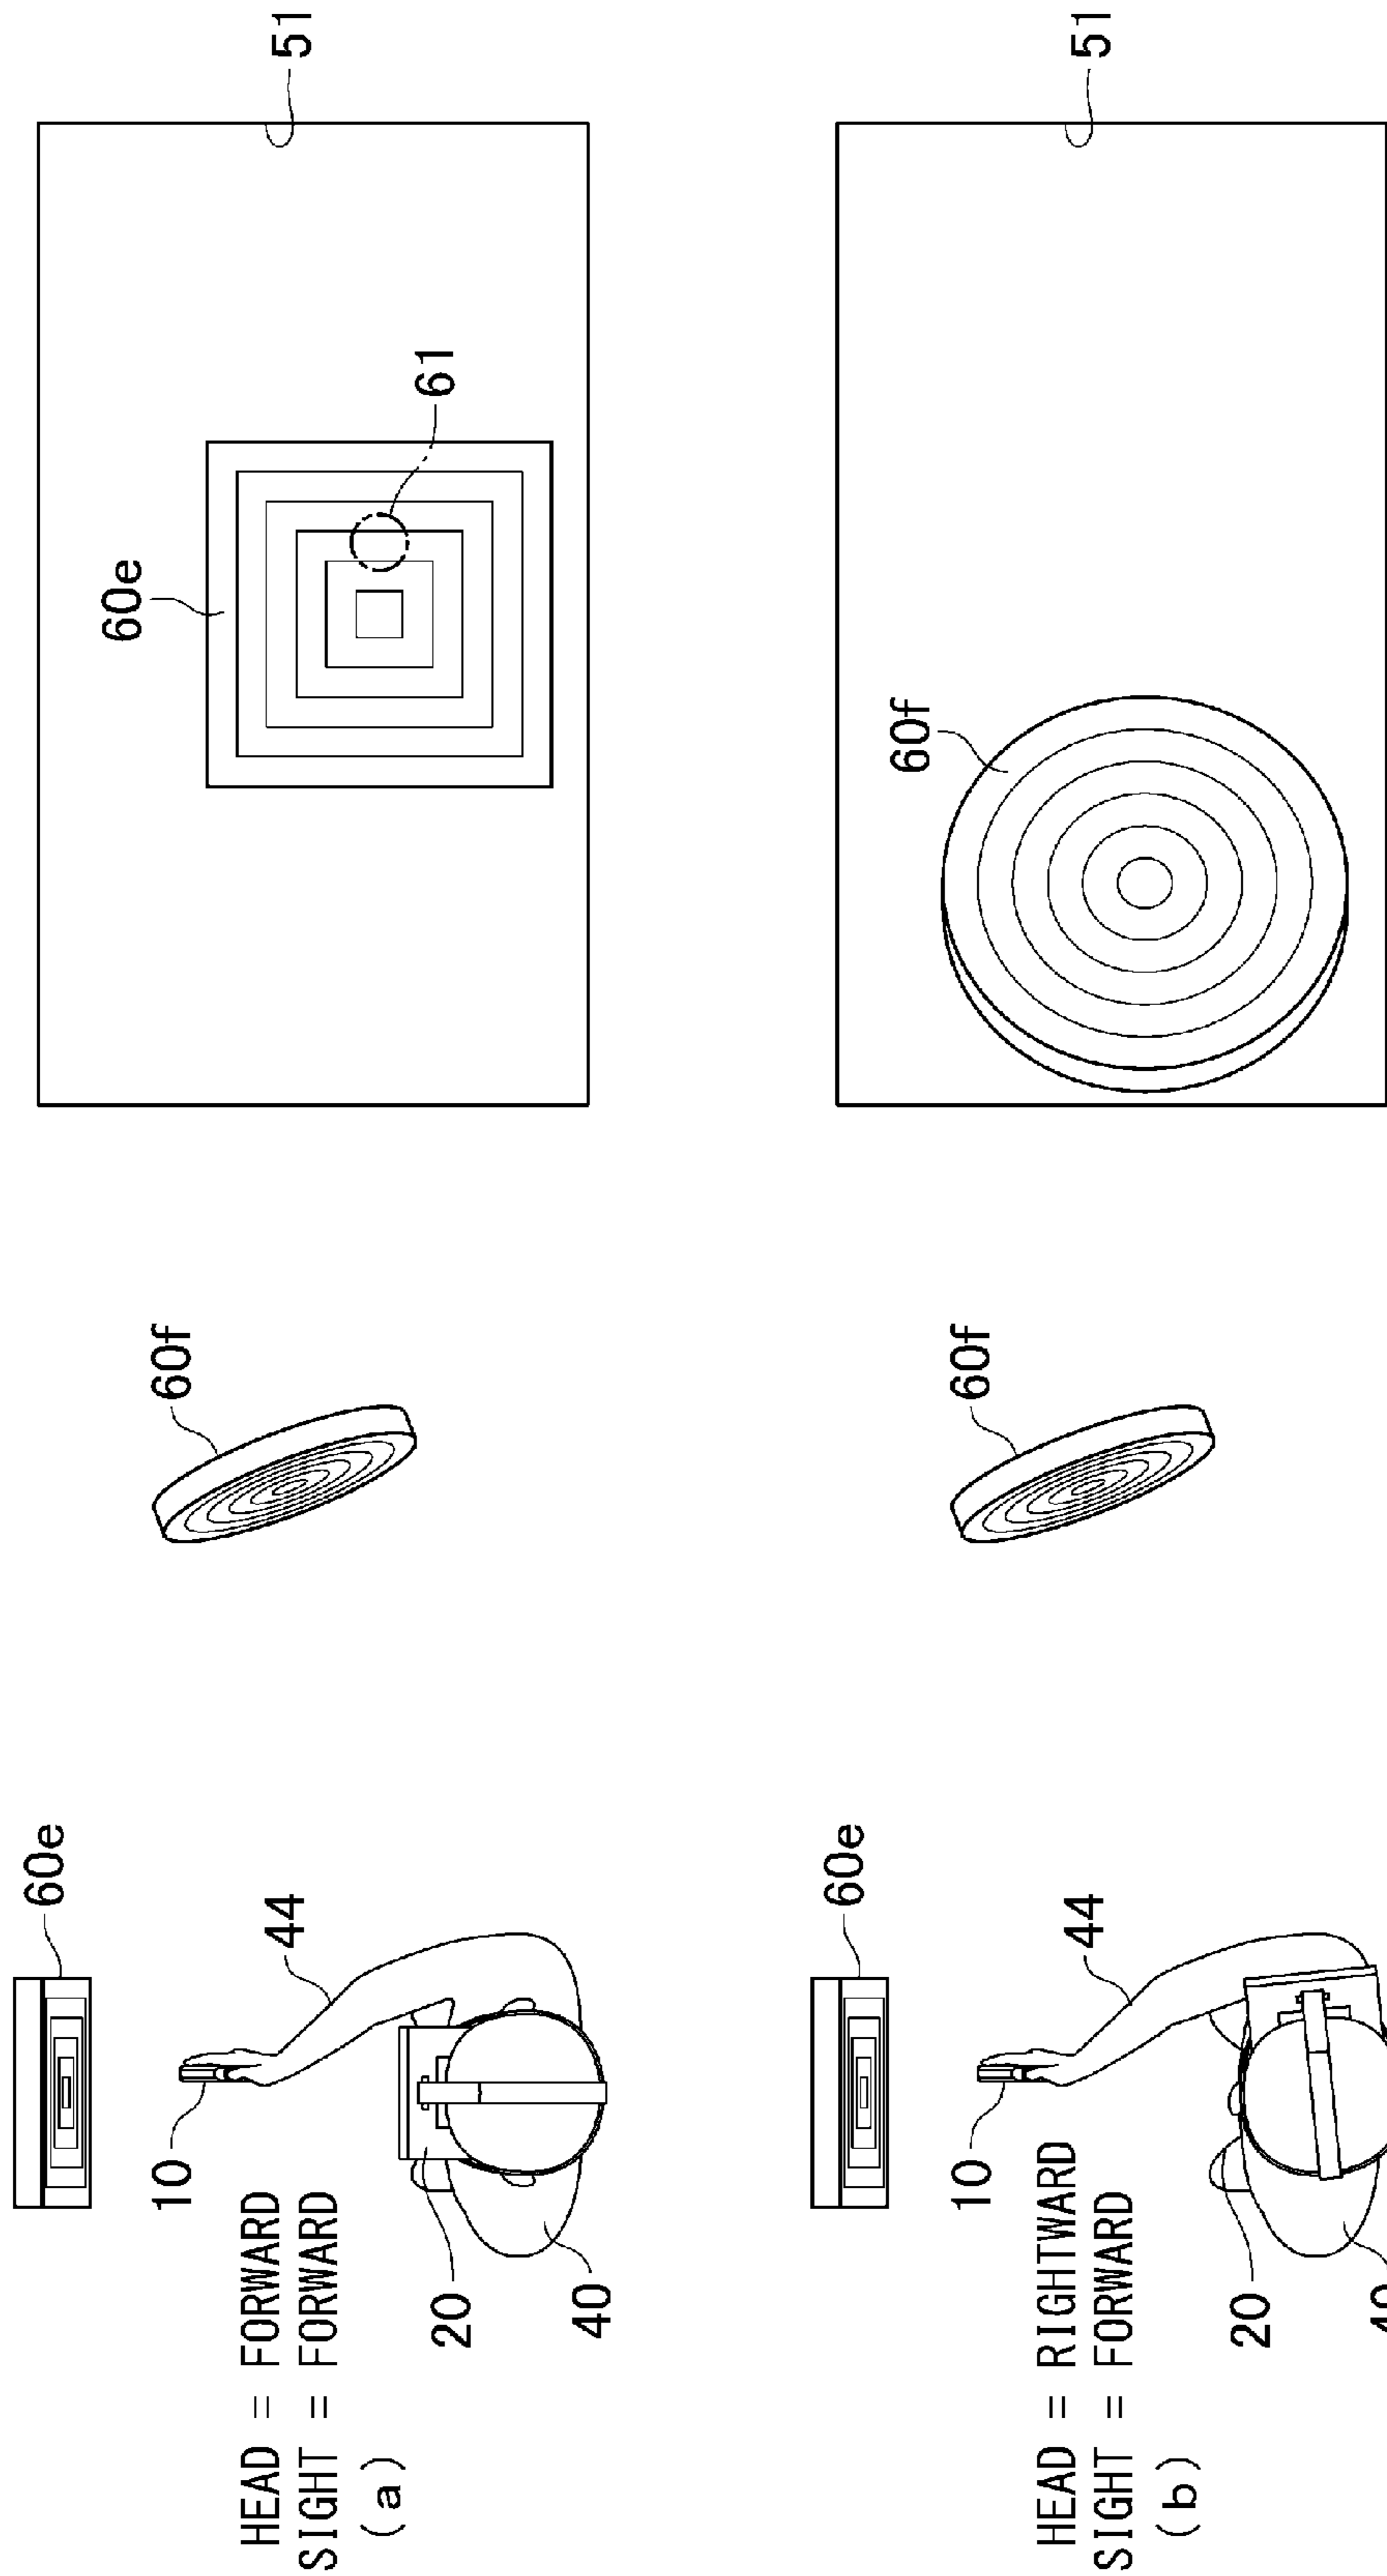 60e
60f
60e
51
10
44
61
HEAD = FORWARD
SIGHT = FORWARD
(a)
20
40
60e
60f
60f
51
10
44
HEAD = RIGHTWARD
SIGHT = FORWARD
(b)
20